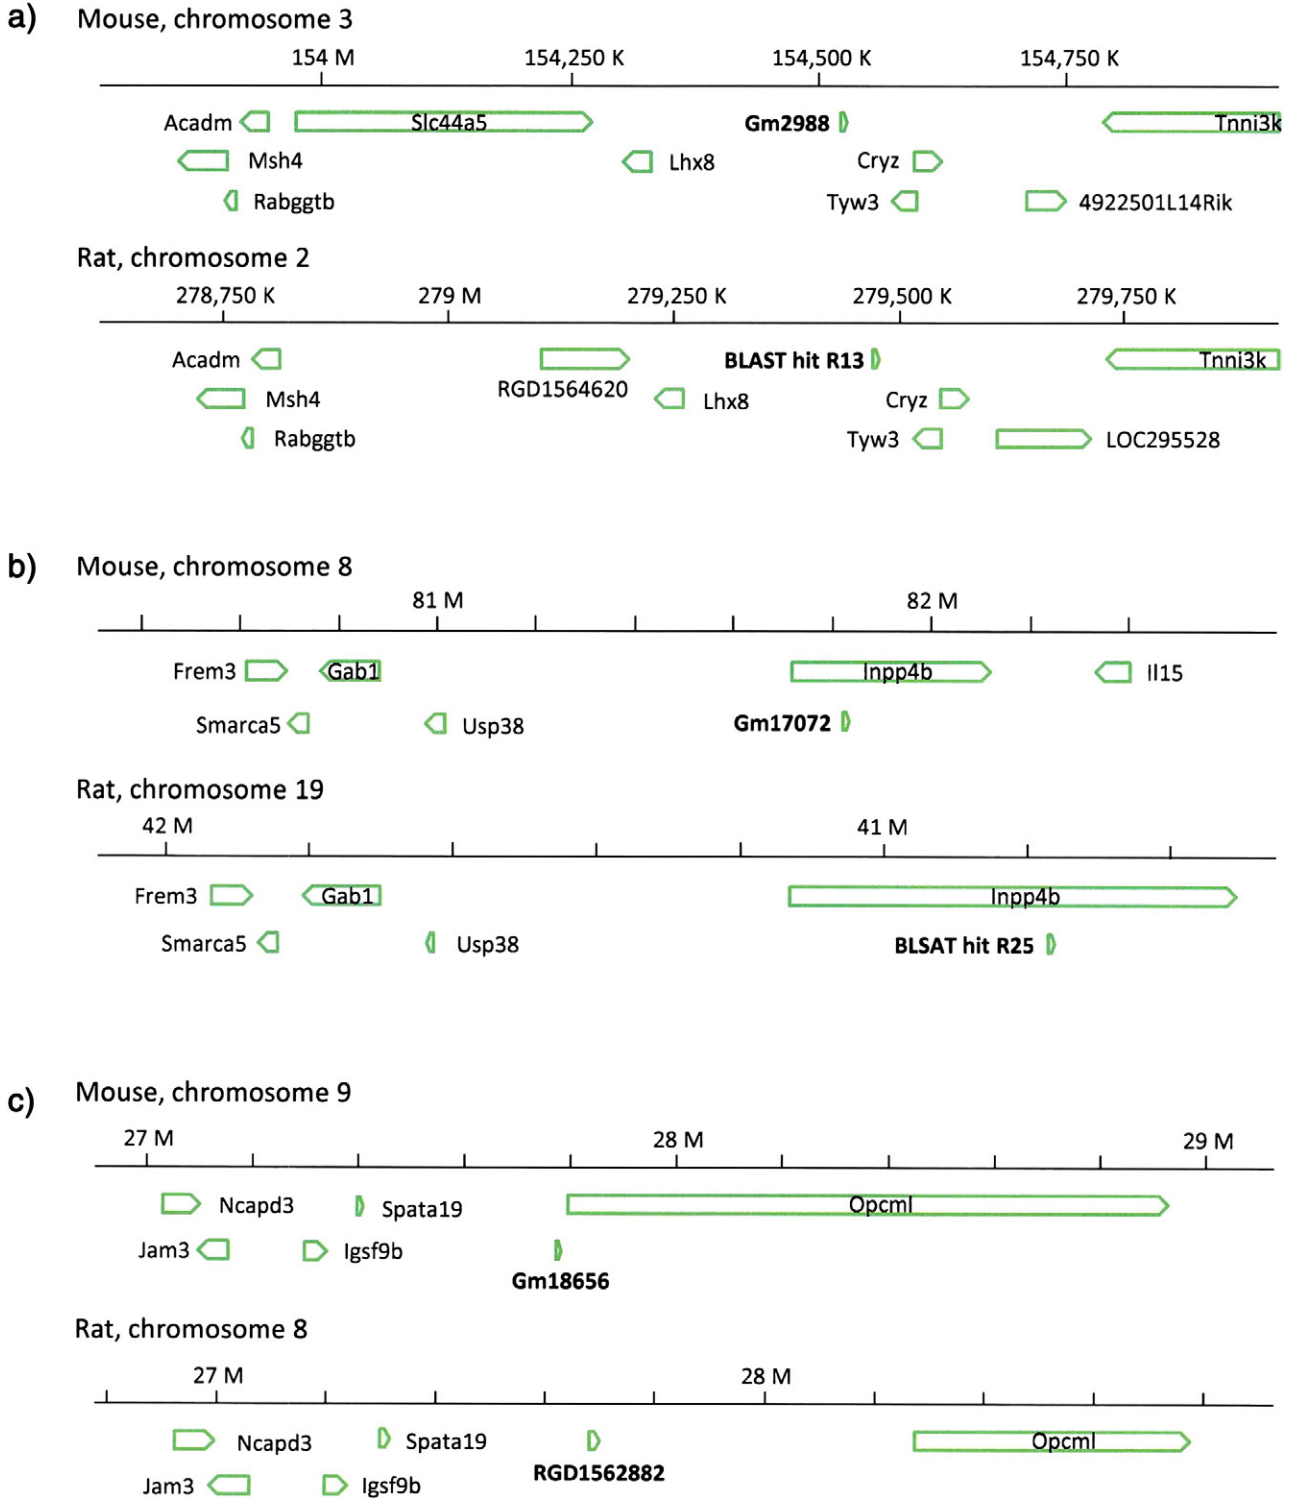 a)
Mouse, chromosome 3
154 M 154,250 K 154,500 K 154,750 K
Acadm Slc44a5 Gm2988 Tnni3k
Msh4 Lhx8 Cryz
Rabggtb Tyw3 4922501L14Rik
Rat, chromosome 2
278,750 K 279 M 279,250 K 279,500 K 279,750 K
Acadm BLAST hit R13 Tnni3k
RGD1564620
Msh4 Lhx8 Cryz
Rabggtb Tyw3 LOC295528
b)
Mouse, chromosome 8
81 M 82 M
Frem3 Gab1 Inpp4b Il15
Smarca5 Usp38 Gm17072
Rat, chromosome 19
42 M 41 M
Frem3 Gab1 Inpp4b
Smarca5 Usp38 BLSAT hit R25
c)
Mouse, chromosome 9
27 M 28 M 29 M
Ncapd3 Spata19 Opcml
Jam3 Igsf9b
Gm18656
Rat, chromosome 8
27 M 28 M
Ncapd3 Spata19 Opcml
RGD1562882
Jam3 Igsf9b